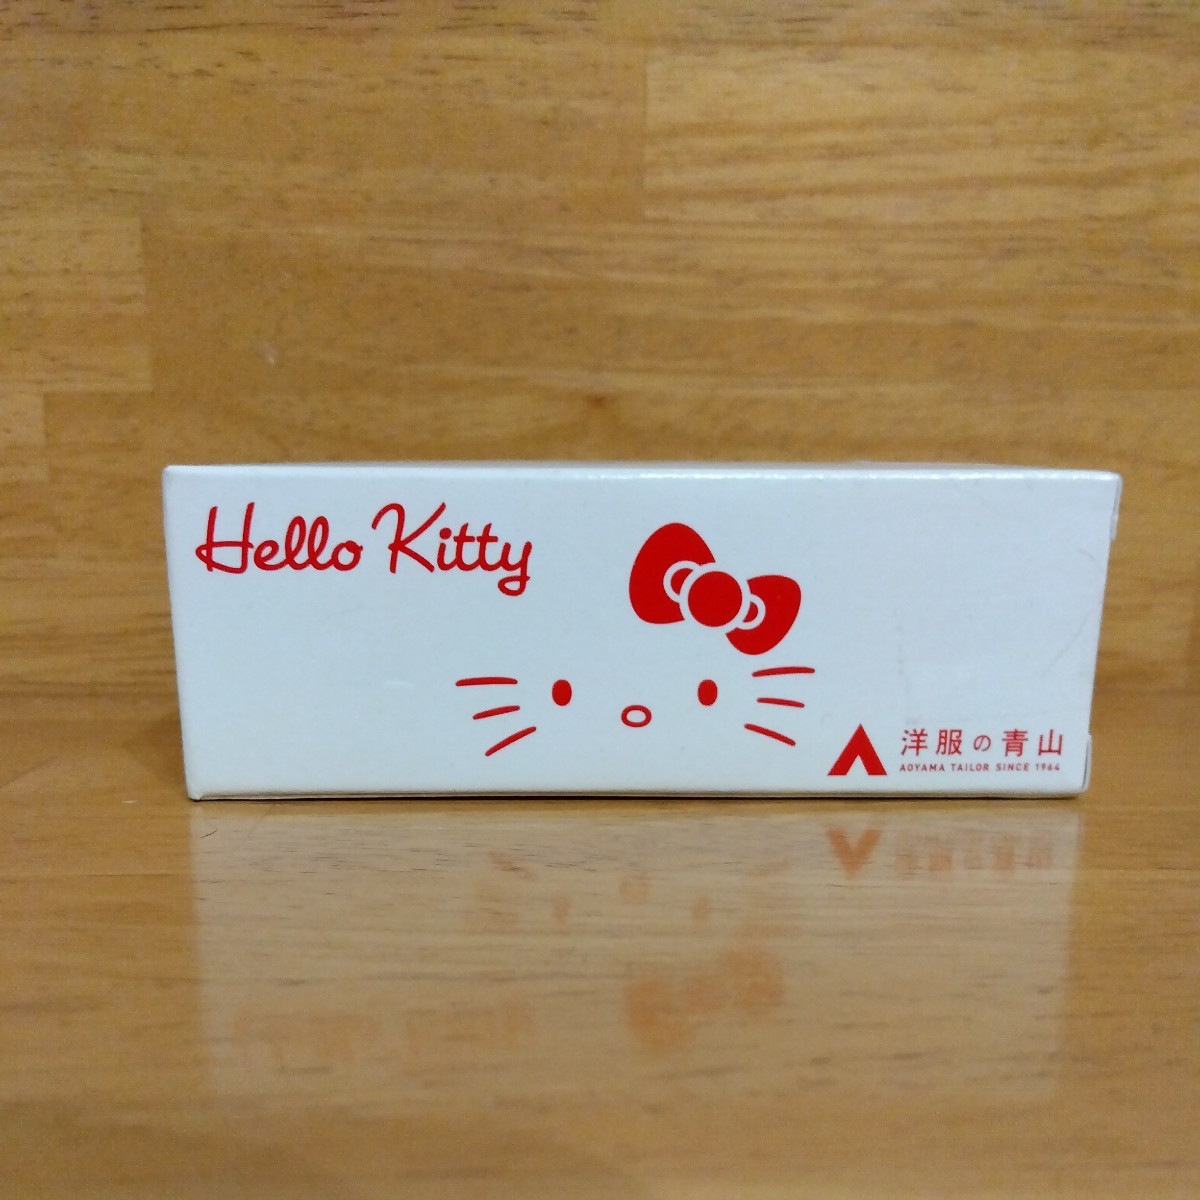 Hello Kitty
洋服の青山
AOYAMA TAILOR SINCE 1964